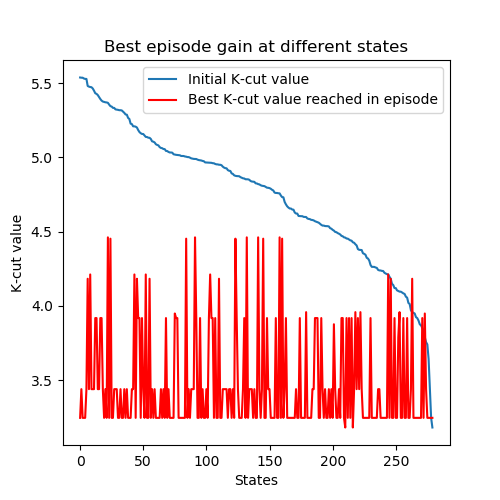 Best episode gain at different states
Initial K-cut value
Best K-cut value reached in episode
K-cut value
5.5
5.0
4.5
4.0
3.5
0 50 100 150 200 250
States